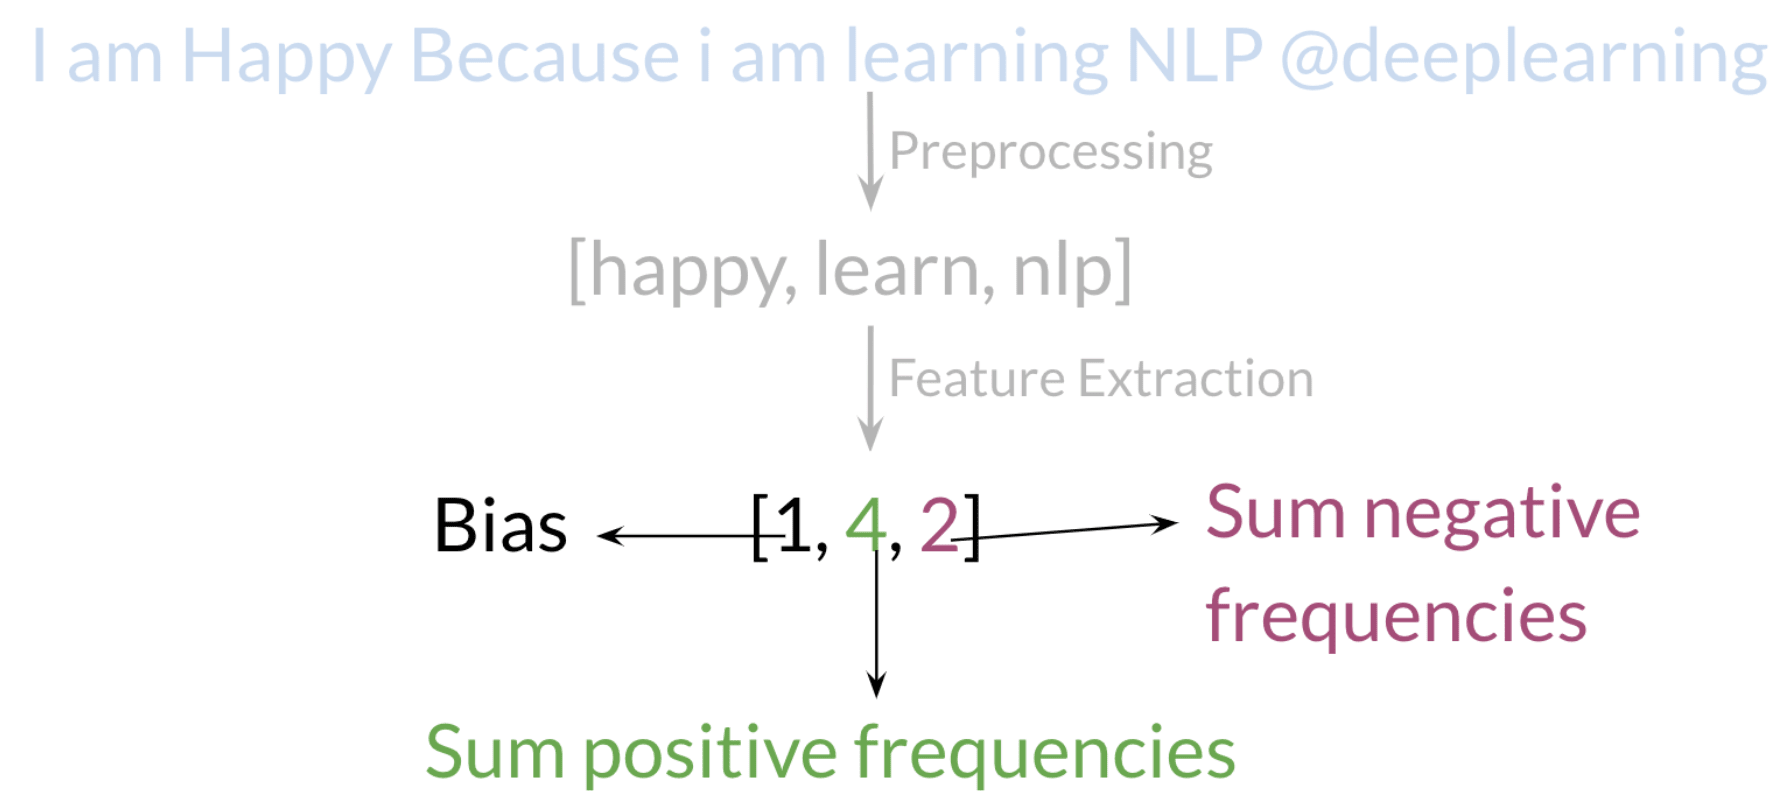 I am Happy Because i am learning NLP @deeplearning
Preprocessing
[happy, learn, nlp]
Feature Extraction
Bias
[1, 4, 2]
Sum negative
frequencies
Sum positive frequencies